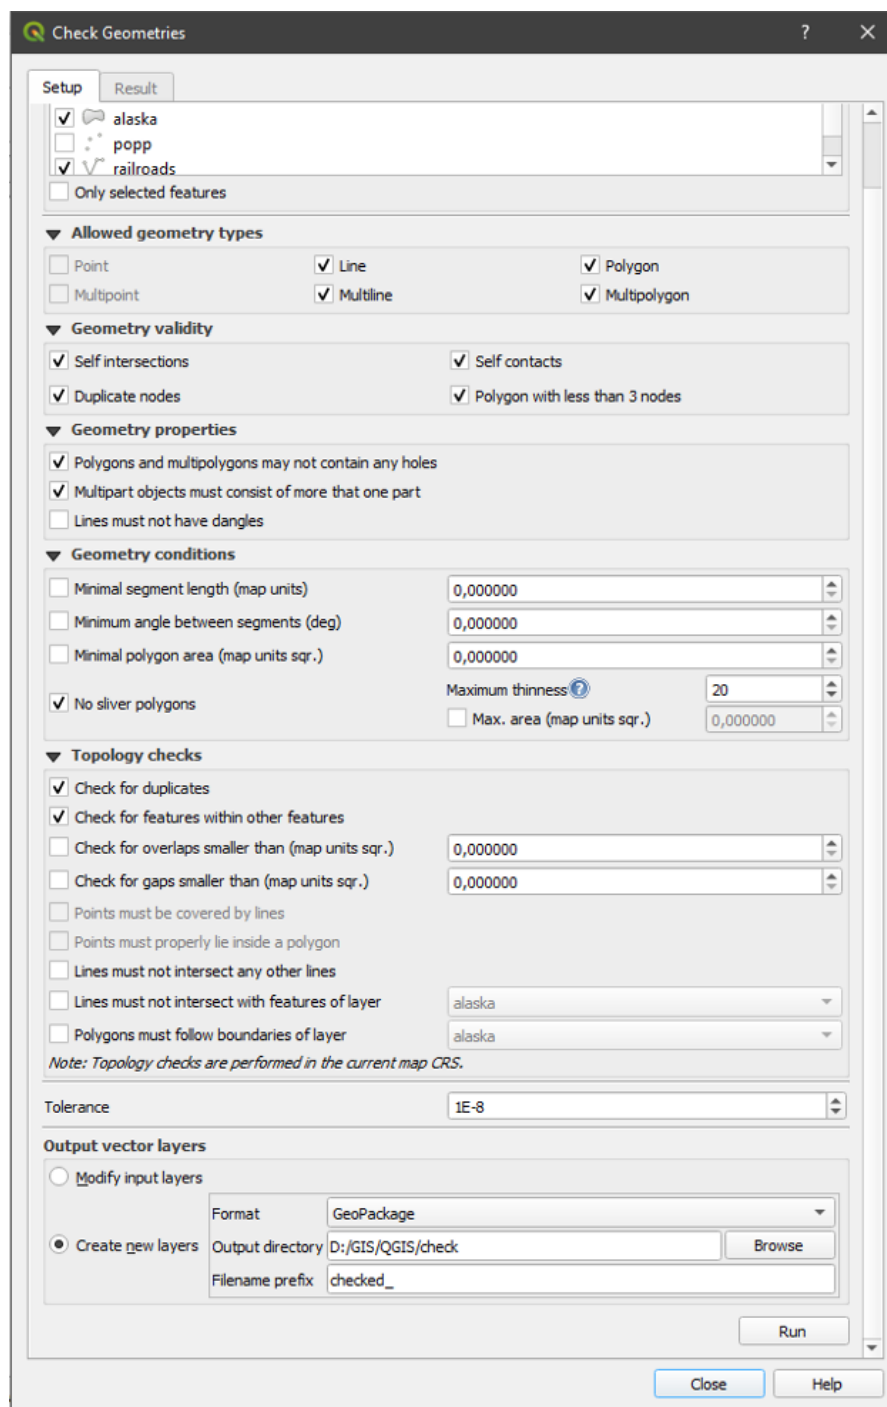 Check Geometries ?
Setup Result
alaska
popp
railroads
Only selected features
Allowed geometry types
Point Line Polygon
Multipoint Multiline Multipolygon
Geometry validity
Self intersections Self contacts
Duplicate nodes Polygon with less than 3 nodes
Geometry properties
Polygons and multipolygons may not contain any holes
Multipart objects must consist of more that one part
Lines must not have dangles
Geometry conditions
Minimal segment length (map units) 0,000000
Minimum angle between segments (deg) 0,000000
Minimal polygon area (map units sqr.) 0,000000
No sliver polygons Maximum thinness ? 20
Max. area (map units sqr.) 0,000000
Topology checks
Check for duplicates
Check for features within other features
Check for overlaps smaller than (map units sqr.) 0,000000
Check for gaps smaller than (map units sqr.) 0,000000
Points must be covered by lines
Points must properly lie inside a polygon
Lines must not intersect any other lines
Lines must not intersect with features of layer alaska
Polygons must follow boundaries of layer alaska
Note: Topology checks are performed in the current map CRS.
Tolerance 1E-8
Output vector layers
Modify input layers
Format GeoPackage
Create new layers Output directory D:/GIS/QGIS/check Browse
Filename prefix checked_
Run
Close Help